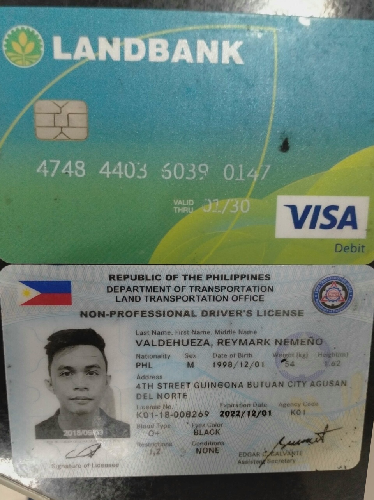 LANDBANK
4748 4403 6039 0147
VALID THRU 01/30
VISA
Debit
REPUBLIC OF THE PHILIPPINES
DEPARTMENT OF TRANSPORTATION
LAND TRANSPORTATION OFFICE
NON-PROFESSIONAL DRIVER'S LICENSE
Last Name, First Name, Middle Name
VALDEHUEZA, REYMARK NEMEÑO
Nationality Sex Date of Birth Weight (kg) Height(m)
PHL M 1998/12/01 54 1.62
Address
4TH STREET GUINGONA BUTUAN CITY AGUSAN
DEL NORTE
License No. Expiration Date Agency Code
K01-18-008269 2022/12/01 K01
Blood Type Eyes Color
O+ BLACK
Restrictions Conditions
1,2 NONE
Signature of Licensee
EDGAR C. GALVANTE
Assistant Secretary